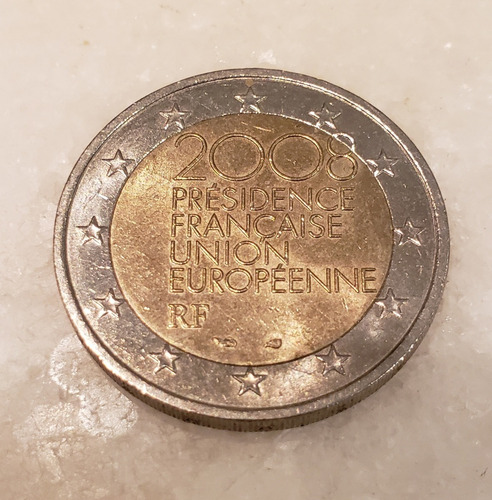 2008
PRÉSIDENCE
FRANÇAISE
UNION
EUROPÉENNE
RF